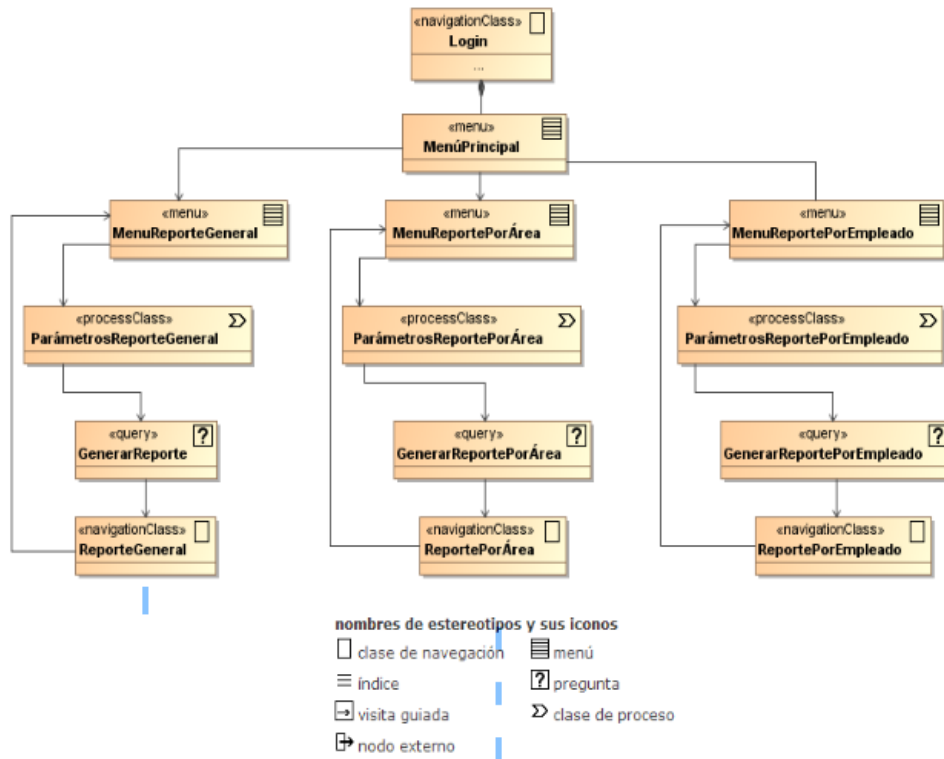 «navigationClass»
Login
...
«menu»
MenúPrincipal
«menu»
MenuReporteGeneral
«menu»
MenuReportePorÁrea
«menu»
MenuReportePorEmpleado
«processClass»
ParámetrosReporteGeneral
«processClass»
ParámetrosReportePorÁrea
«processClass»
ParámetrosReportePorEmpleado
«query»
GenerarReporte
?
«query»
GenerarReportePorÁrea
?
«query»
GenerarReportePorEmpleado
?
«navigationClass»
ReporteGeneral
«navigationClass»
ReportePorÁrea
«navigationClass»
ReportePorEmpleado
nombres de estereotipos y sus iconos
clase de navegación
menú
índice
? pregunta
visita guiada
clase de proceso
nodo externo